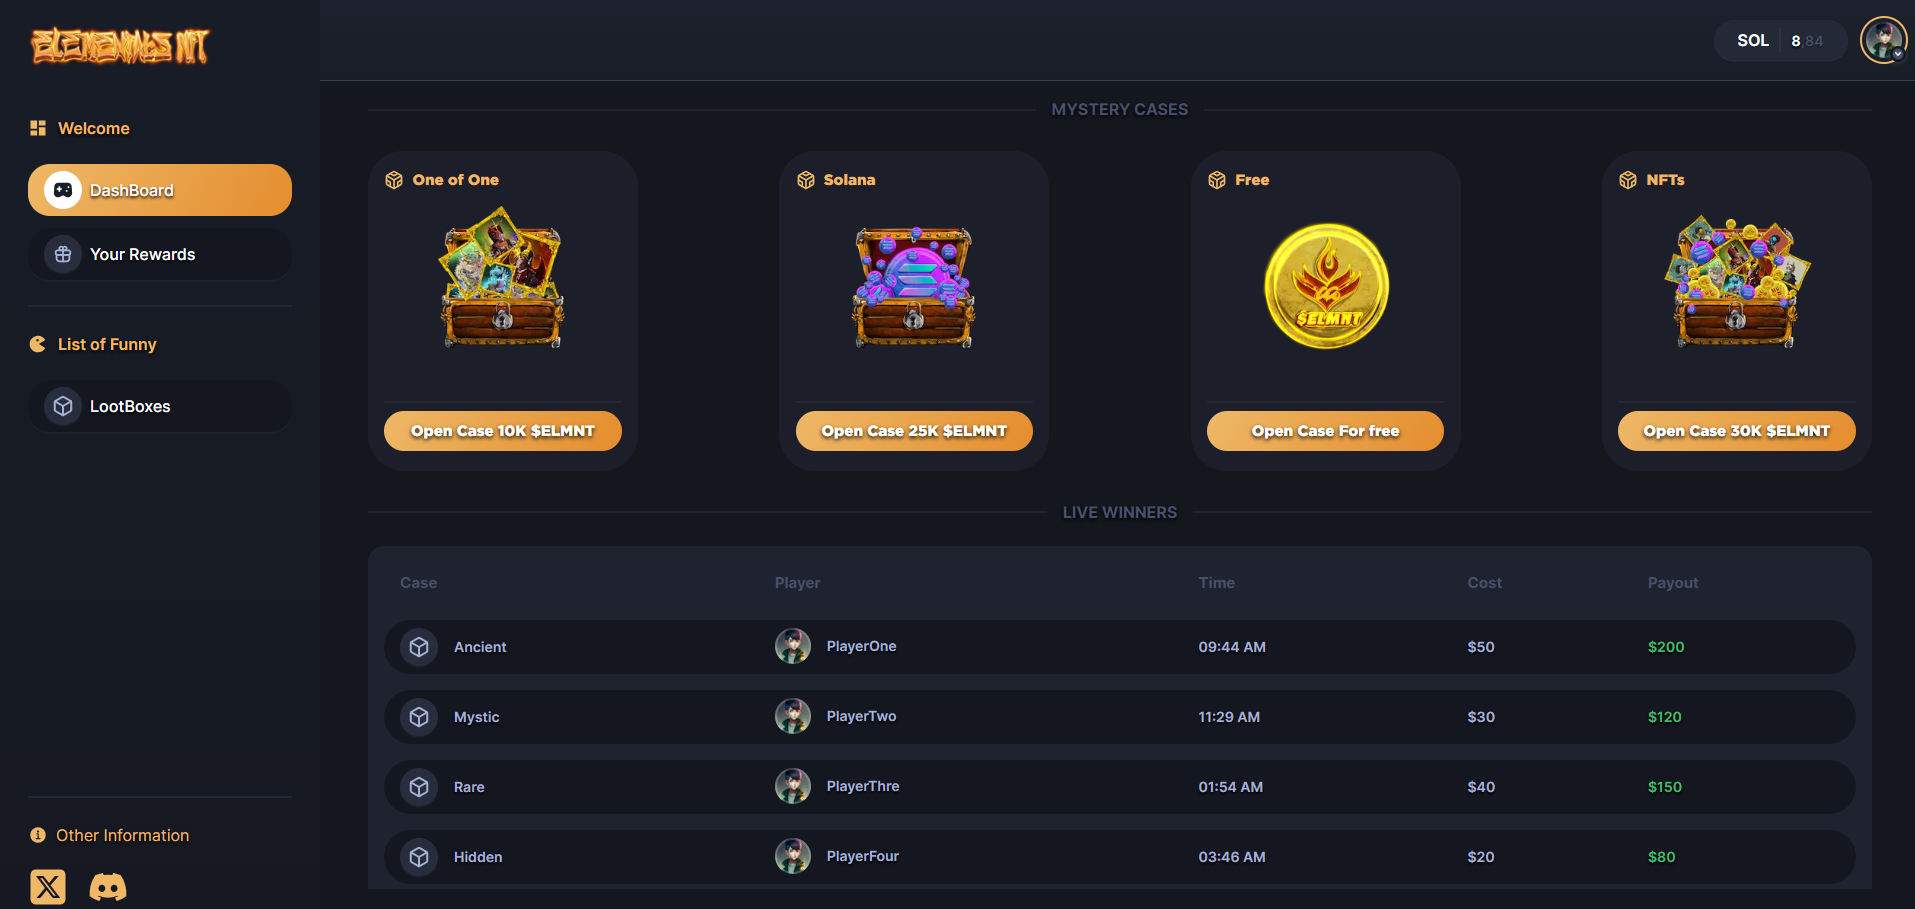 ELEMENTALS NFT
Welcome
DashBoard
Your Rewards
List of Funny
LootBoxes
Other Information
SOL 8.84
MYSTERY CASES
One of One
Open Case 10K $ELMNT
Solana
Open Case 25K $ELMNT
Free
$ELMNT
Open Case For free
NFTs
Open Case 30K $ELMNT
LIVE WINNERS
Case Player Time Cost Payout
Ancient PlayerOne 09:44 AM $50 $200
Mystic PlayerTwo 11:29 AM $30 $120
Rare PlayerThre 01:54 AM $40 $150
Hidden PlayerFour 03:46 AM $20 $80